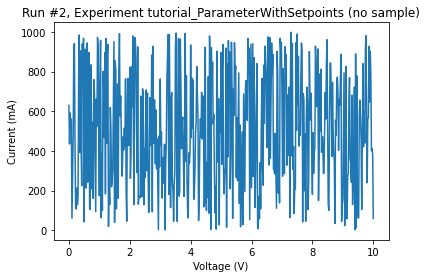 Run #2, Experiment tutorial_ParameterWithSetpoints (no sample)
1000
800
600
400
200
0
Current (mA)
0 2 4 6 8 10
Voltage (V)